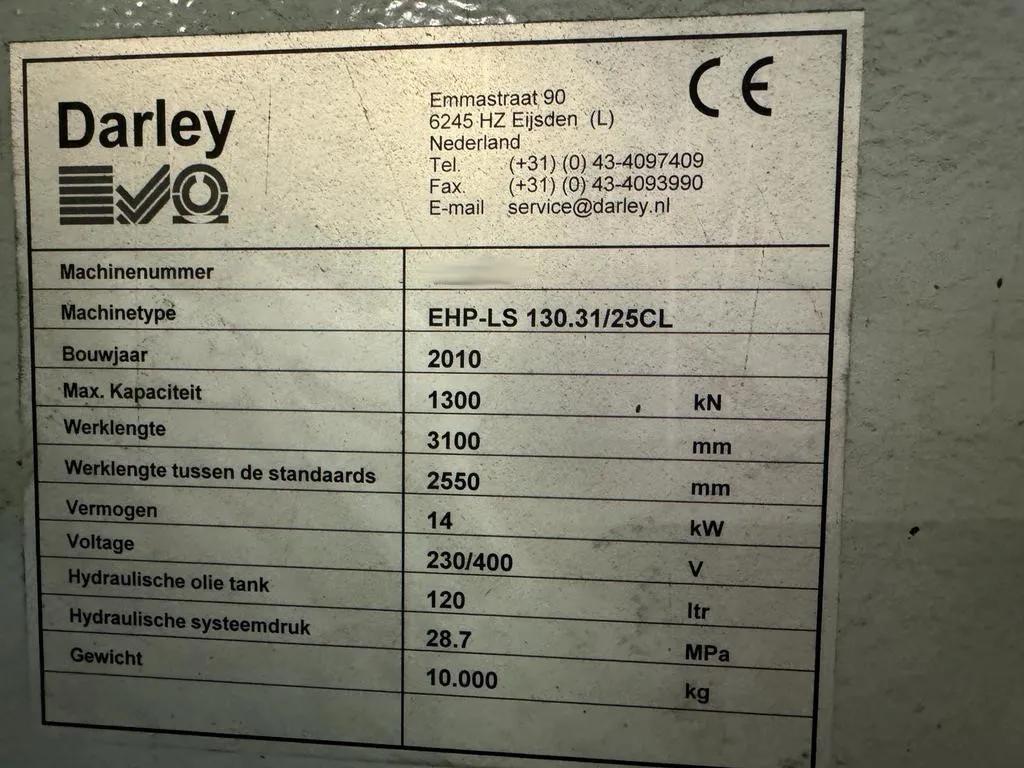 Darley
Emmastraat 90
6245 HZ Eijsden (L)
Nederland
Tel. (+31) (0) 43-4097409
Fax. (+31) (0) 43-4093990
E-mail service@darley.nl
CE
Machinenummer
Machinetype EHP-LS 130.31/25CL
Bouwjaar 2010
Max. Kapaciteit 1300 kN
Werklengte 3100 mm
Werklengte tussen de standaards 2550 mm
Vermogen 14 kW
Voltage 230/400 V
Hydraulische olie tank 120 ltr
Hydraulische systeemdruk 28.7 MPa
Gewicht 10.000 kg